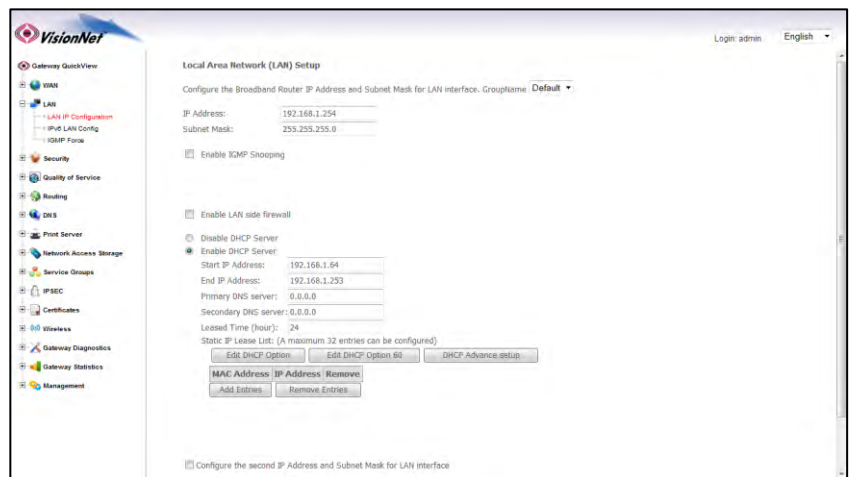 VisionNet
Login: admin
English
Gateway QuickView
WAN
LAN
LAN IP Configuration
IPv6 LAN Config
IGMP Force
Security
Quality of Service
Routing
DNS
Print Server
Network Access Storage
Service Groups
IPSEC
Certificates
Wireless
Gateway Diagnostics
Gateway Statistics
Management
Local Area Network (LAN) Setup
Configure the Broadband Router IP Address and Subnet Mask for LAN interface. GroupName Default
IP Address: 192.168.1.254
Subnet Mask: 255.255.255.0
Enable IGMP Snooping
Enable LAN side firewall
Disable DHCP Server
Enable DHCP Server
Start IP Address: 192.168.1.64
End IP Address: 192.168.1.253
Primary DNS server: 0.0.0.0
Secondary DNS server: 0.0.0.0
Leased Time (hour): 24
Static IP Lease List: (A maximum 32 entries can be configured)
Edit DHCP Option Edit DHCP Option 60 DHCP Advance setup
MAC Address IP Address Remove
Add Entries Remove Entries
Configure the second IP Address and Subnet Mask for LAN interface